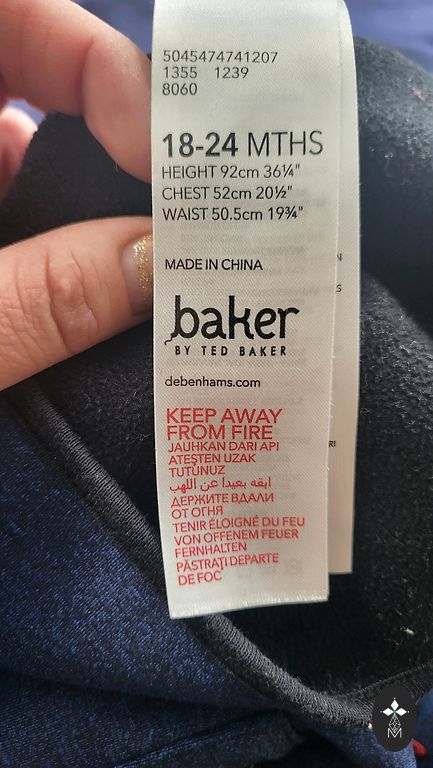 5045474741207
1355 1239
8060
18-24 MTHS
HEIGHT 92cm 36¼"
CHEST 52cm 20½"
WAIST 50.5cm 19¾"
MADE IN CHINA
baker
BY TED BAKER
debenhams.com
KEEP AWAY
FROM FIRE
JAUHKAN DARI API
ATEŞTEN UZAK
TUTUNUZ
ابقه بعيدا عن اللهب
ДЕРЖИТЕ ВДАЛИ
ОТ ОГНЯ
TENIR ÉLOIGNÉ DU FEU
VON OFFENEM FEUER
FERNHALTEN
PĂSTRAŢI DEPARTE
DE FOC